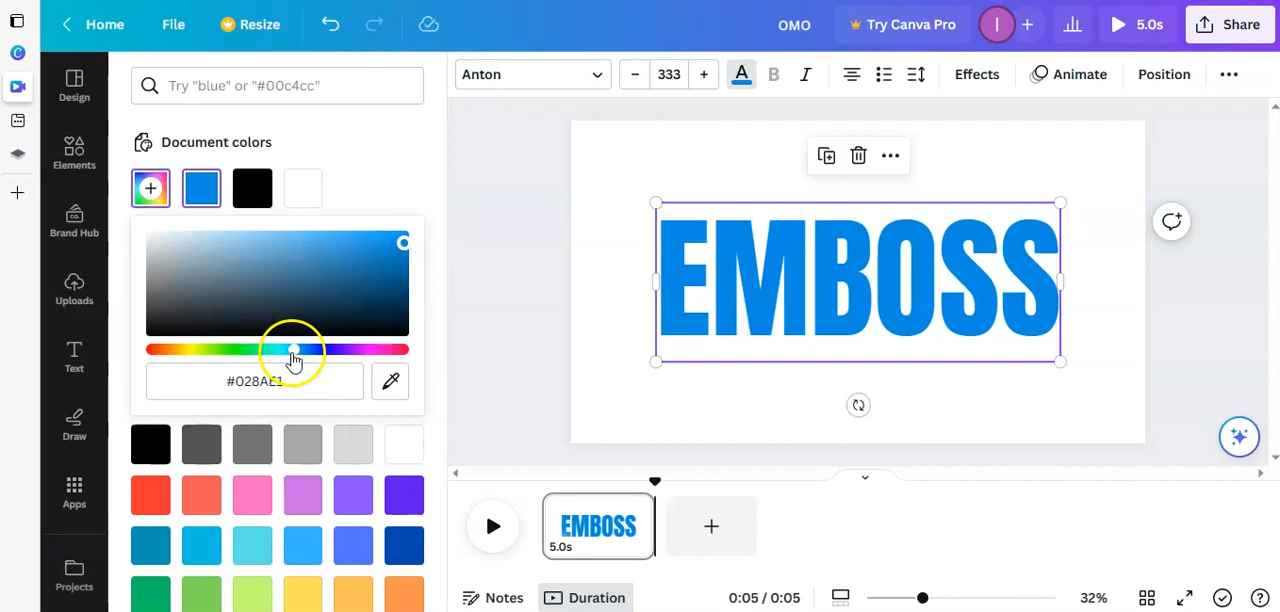 Home File Resize OMO Try Canva Pro I 5.0s Share
Design
Elements
CO.
Brand Hub
Uploads
Text
Draw
Apps
Projects
Try "blue" or "#00c4cc"
Document colors
#028AE1
Anton 333 A B I Effects Animate Position
EMBOSS
EMBOSS
5.0s
Notes Duration 0:05 / 0:05 32%